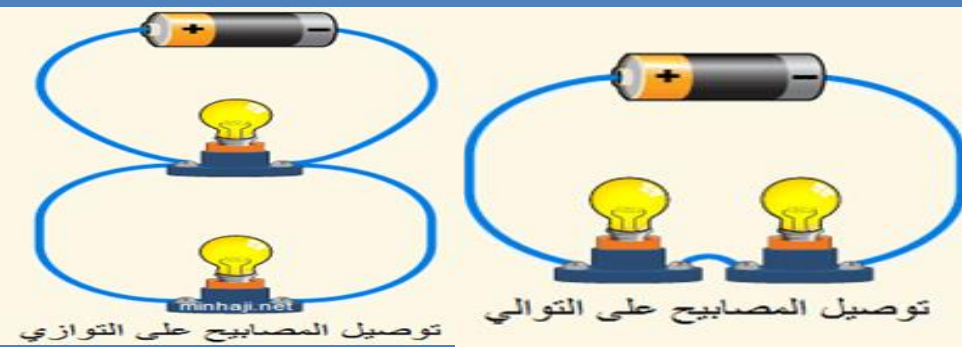 + -
+ -
توصيل المصابيح على التوالي
minhaji.net
توصيل المصابيح على التوازي